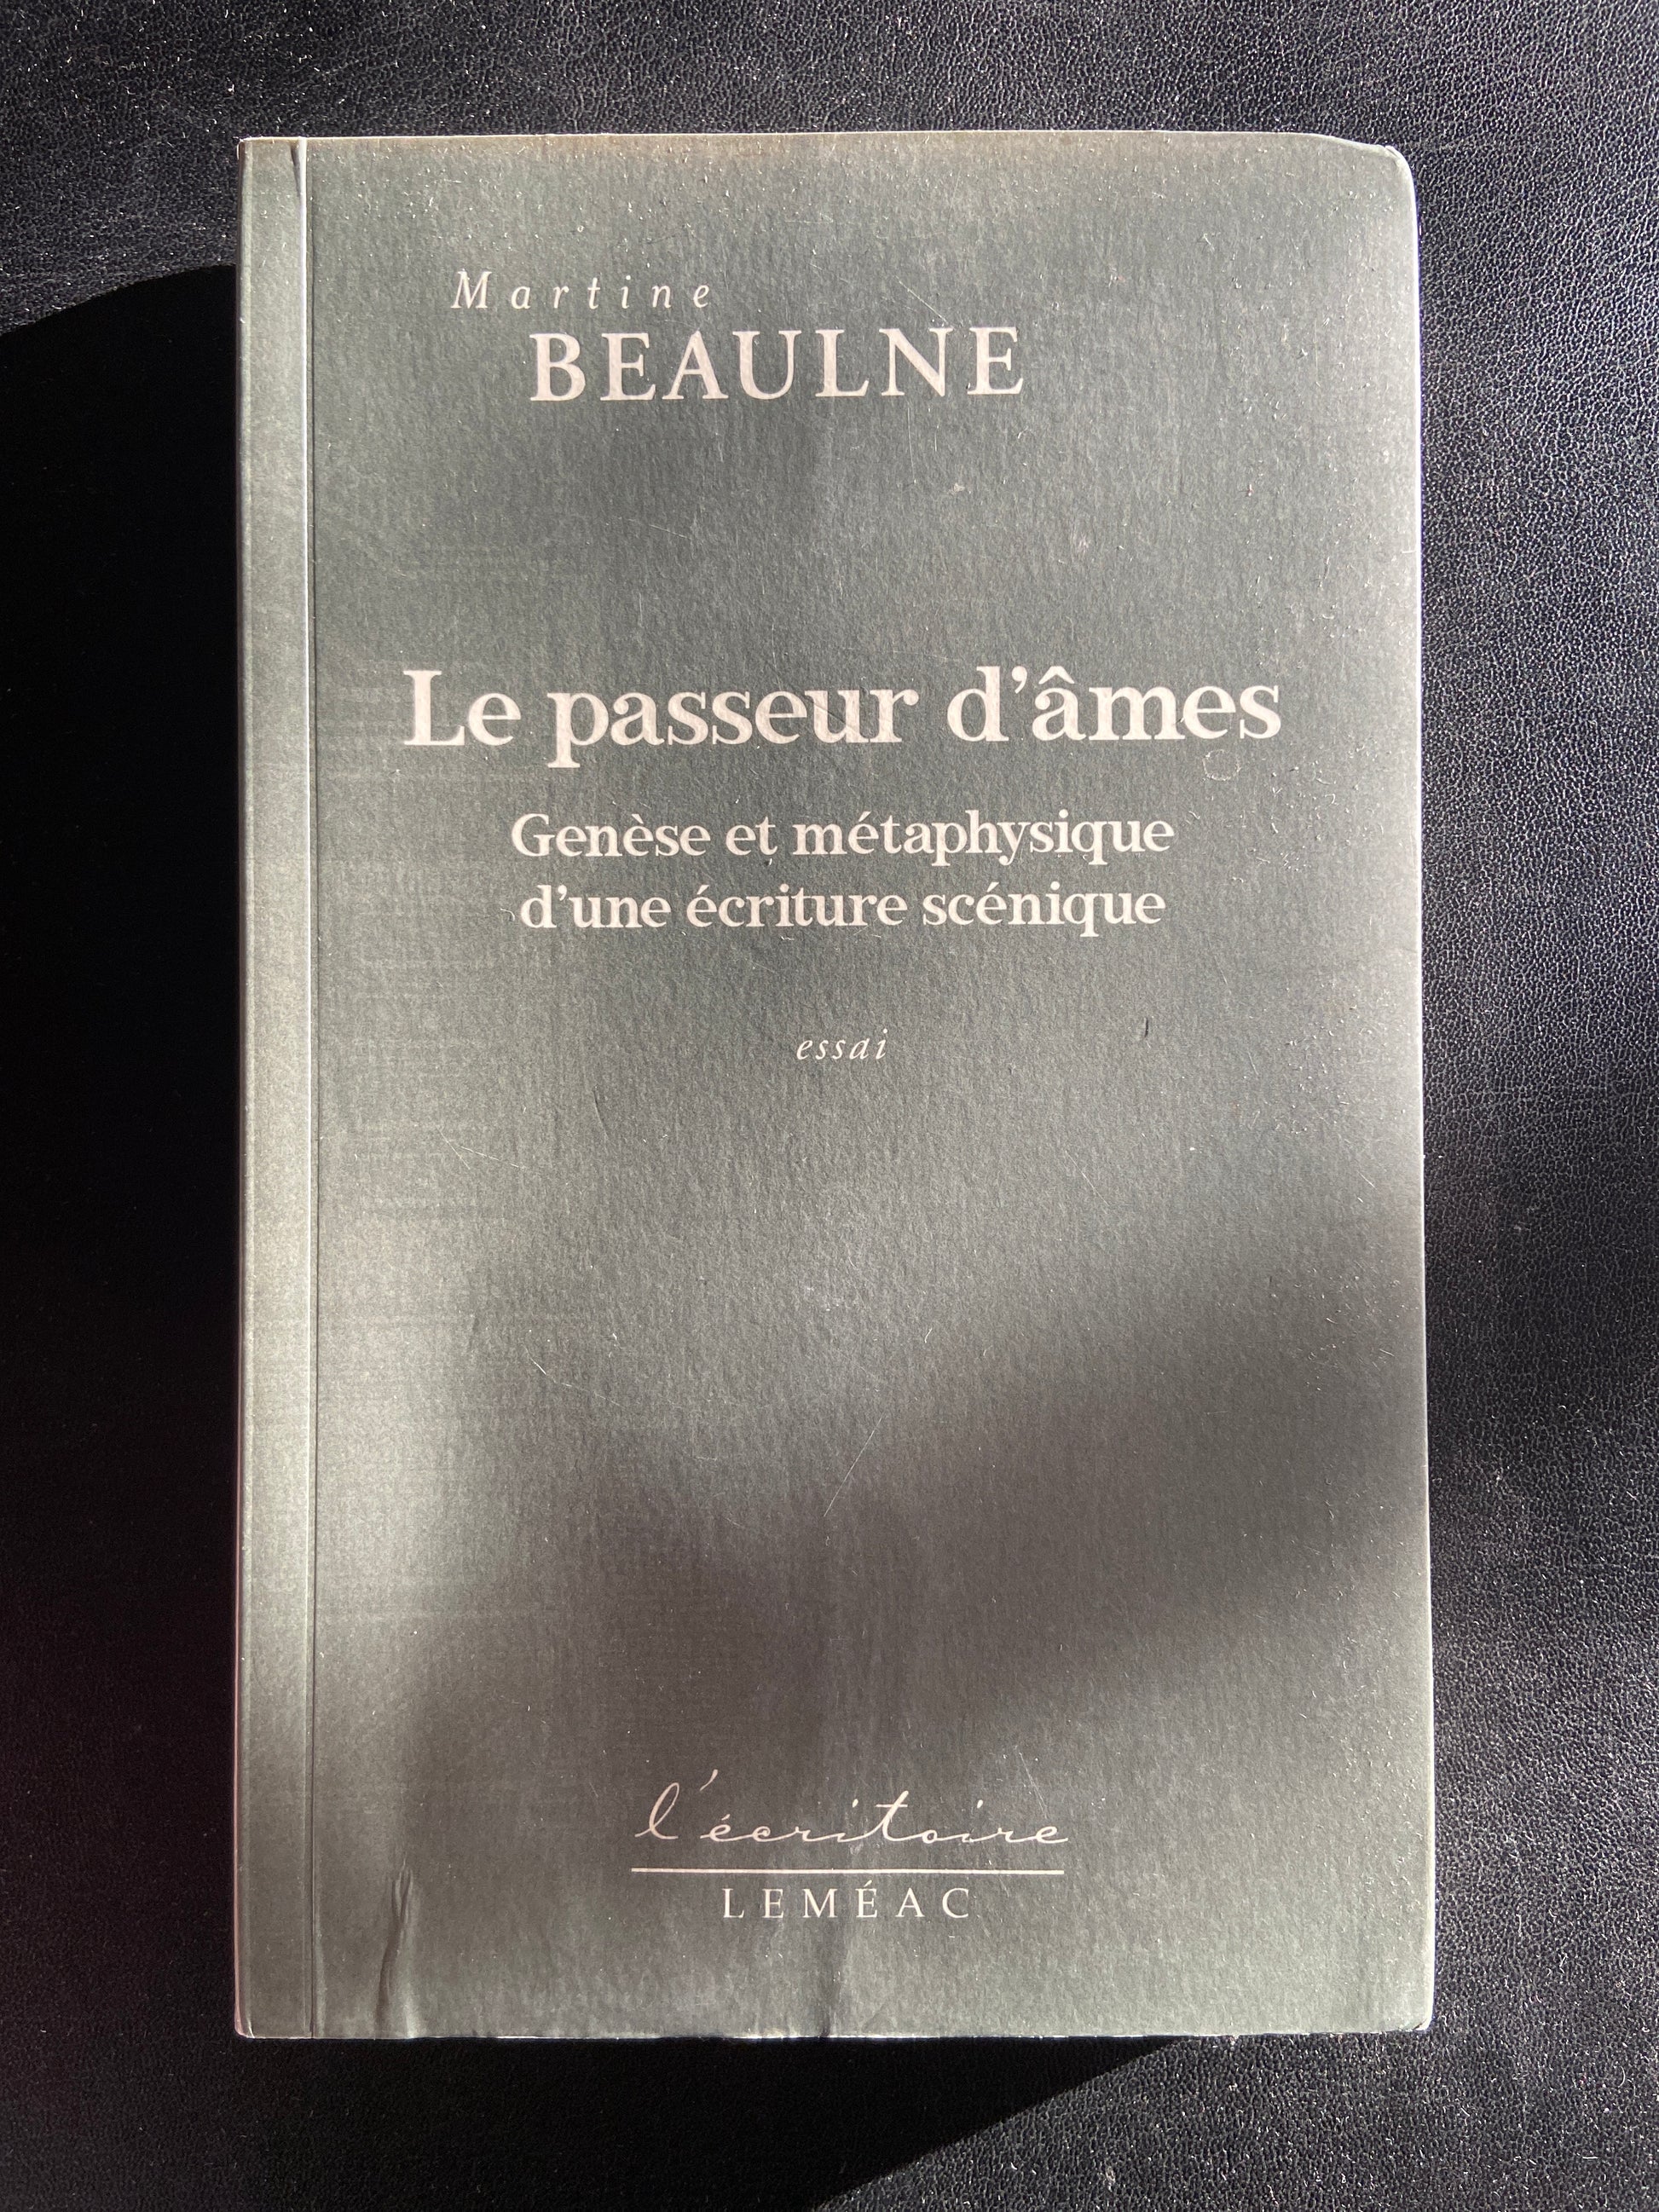 Martine
BEAULNE
Le passeur d’âmes
Genèse et métaphysique
d’une écriture scénique
essai
l’écritoire
LEMÉAC